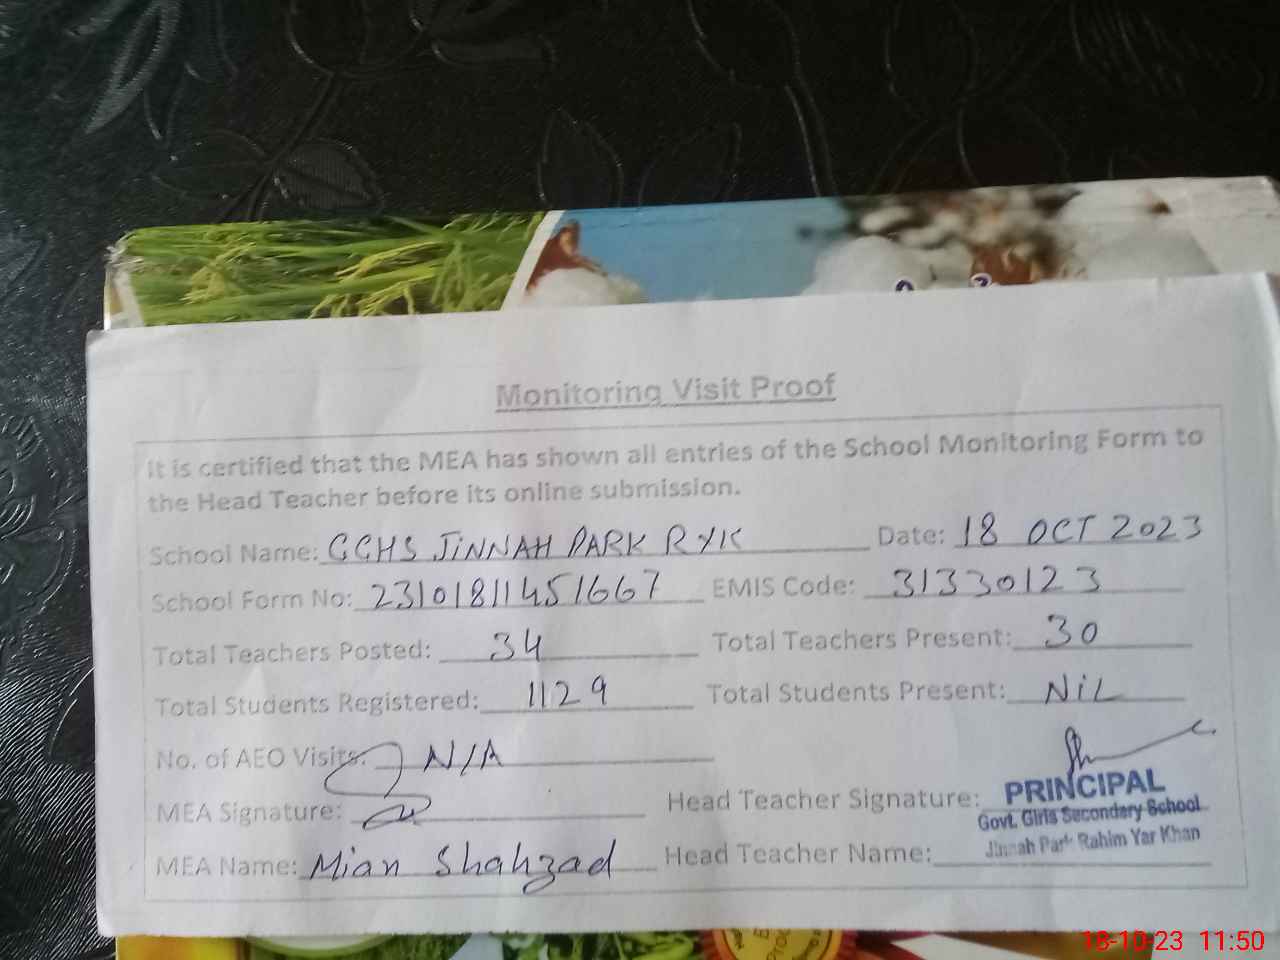 Monitoring Visit Proof
It is certified that the MEA has shown all entries of the School Monitoring Form to
the Head Teacher before its online submission.
School Name: GGHS JINNAH PARK RYK Date: 18 OCT 2023
School Form No: 23101811451667 EMIS Code: 31330123
Total Teachers Posted: 34 Total Teachers Present: 30
Total Students Registered: 1129 Total Students Present: NiL
No. of AEO Visits: N/A
MEA Signature: Head Teacher Signature:
PRINCIPAL
Govt. Girls Secondary School
Jinnah Park Rahim Yar Khan
MEA Name: Mian Shahzad Head Teacher Name:
18-10-23 11:50